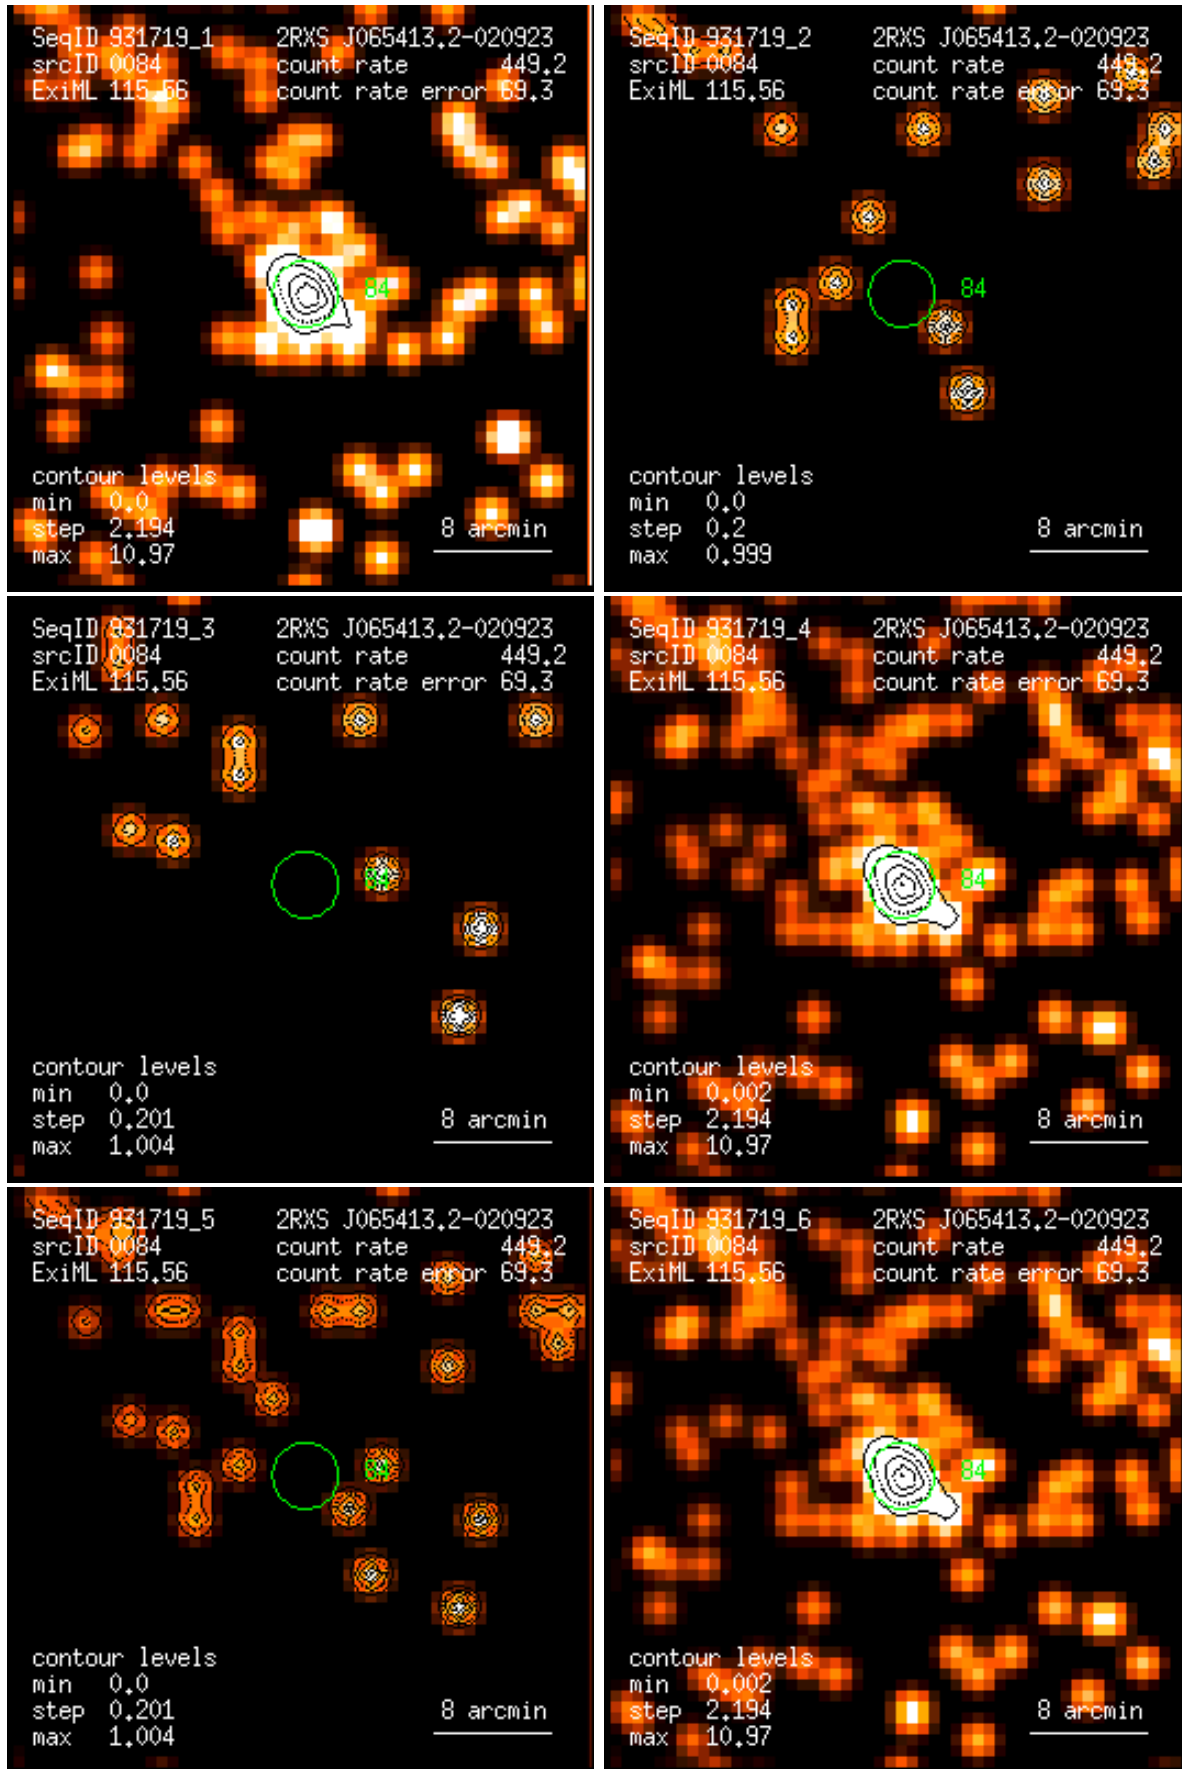 SeqID 931719_1 2RXS J065413.2-020923
srcID 0084 count rate 449.2
ExiML 115.56 count rate error 69.3
84
contour levels
min 0.0
step 2.194 8 arcmin
max 10.97
SeqID 931719_2 2RXS J065413.2-020923
srcID 0084 count rate 449.2
ExiML 115.56 count rate error 69.3
84
contour levels
min 0.0
step 0.2 8 arcmin
max 0.999
SeqID 931719_3 2RXS J065413.2-020923
srcID 0084 count rate 449.2
ExiML 115.56 count rate error 69.3
84
contour levels
min 0.0
step 0.201 8 arcmin
max 1.004
SeqID 931719_4 2RXS J065413.2-020923
srcID 0084 count rate 449.2
ExiML 115.56 count rate error 69.3
84
contour levels
min 0.002
step 2.194 8 arcmin
max 10.97
SeqID 931719_5 2RXS J065413.2-020923
srcID 0084 count rate 449.2
ExiML 115.56 count rate error 69.3
84
contour levels
min 0.0
step 0.201 8 arcmin
max 1.004
SeqID 931719_6 2RXS J065413.2-020923
srcID 0084 count rate 449.2
ExiML 115.56 count rate error 69.3
84
contour levels
min 0.002
step 2.194 8 arcmin
max 10.97